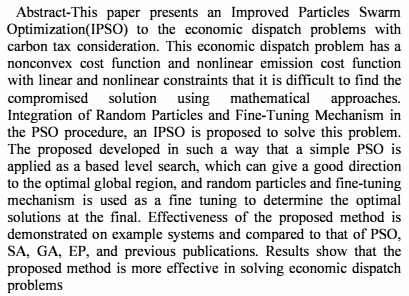 Abstract-This paper presents an Improved Particles Swarm
Optimization(IPSO) to the economic dispatch problems with
carbon tax consideration. This economic dispatch problem has a
nonconvex cost function and nonlinear emission cost function
with linear and nonlinear constraints that it is difficult to find the
compromised solution using mathematical approaches.
Integration of Random Particles and Fine-Tuning Mechanism in
the PSO procedure, an IPSO is proposed to solve this problem.
The proposed developed in such a way that a simple PSO is
applied as a based level search, which can give a good direction
to the optimal global region, and random particles and fine-tuning
mechanism is used as a fine tuning to determine the optimal
solutions at the final. Effectiveness of the proposed method is
demonstrated on example systems and compared to that of PSO,
SA, GA, EP, and previous publications. Results show that the
proposed method is more effective in solving economic dispatch
problems